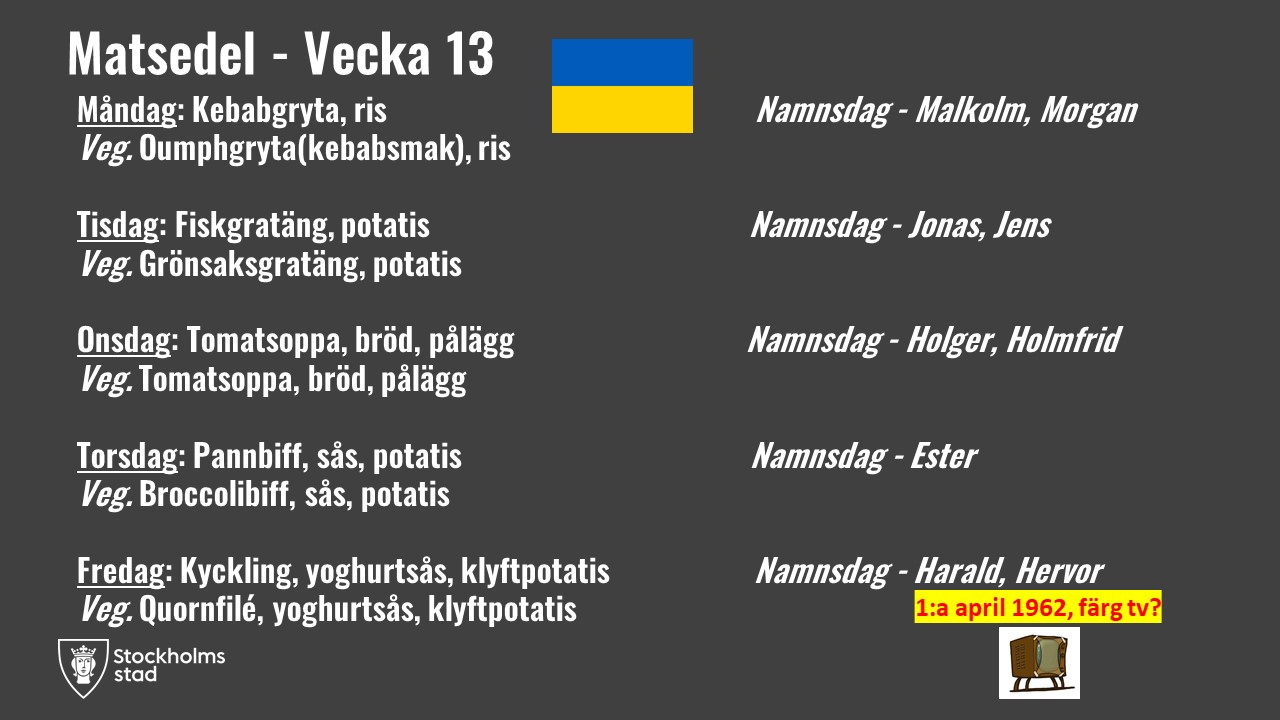 Matsedel - Vecka 13
Måndag: Kebabgryta, ris
Namnsdag - Malkolm, Morgan
Veg. Oumphgryta(kebabsmak), ris
Tisdag: Fiskgratäng, potatis
Namnsdag - Jonas, Jens
Veg. Grönsaksgratäng, potatis
Onsdag: Tomatsoppa, bröd, pålägg
Namnsdag - Holger, Holmfrid
Veg. Tomatsoppa, bröd, pålägg
Torsdag: Pannbiff, sås, potatis
Namnsdag - Ester
Veg. Broccolibiff, sås, potatis
Fredag: Kyckling, yoghurtsås, klyftpotatis
Namnsdag - Harald, Hervor
Veg. Quornfilé, yoghurtsås, klyftpotatis
1:a april 1962, färg tv?
Stockholms
stad